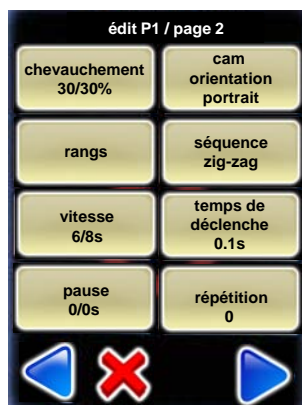 édit P1 / page 2
chevauchement
30/30%
cam
orientation
portrait
rangs
séquence
zig-zag
vitesse
6/8s
temps de
déclenche
0.1s
pause
0/0s
répétition
0